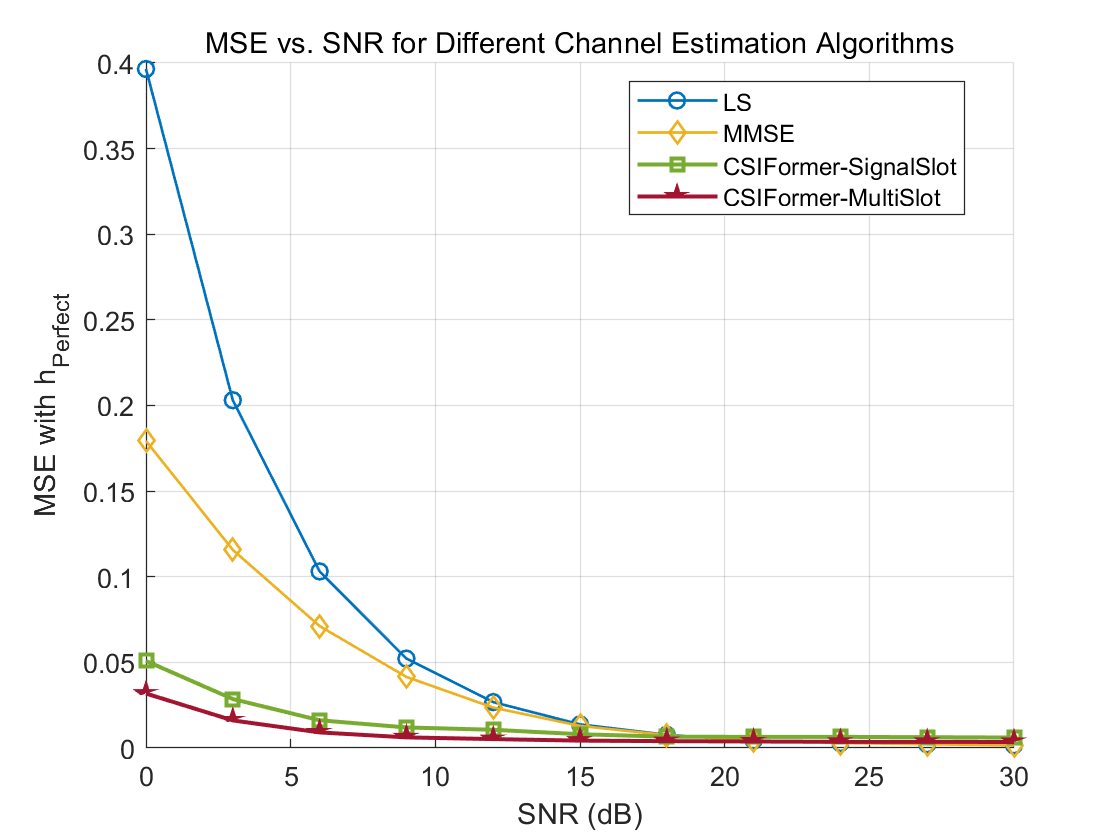 MSE vs. SNR for Different Channel Estimation Algorithms
LS
MMSE
CSIFormer-SignalSlot
CSIFormer-MultiSlot
0.4
0.35
0.3
0.25
0.2
0.15
0.1
0.05
0
MSE with h_Perfect
0 5 10 15 20 25 30
SNR (dB)